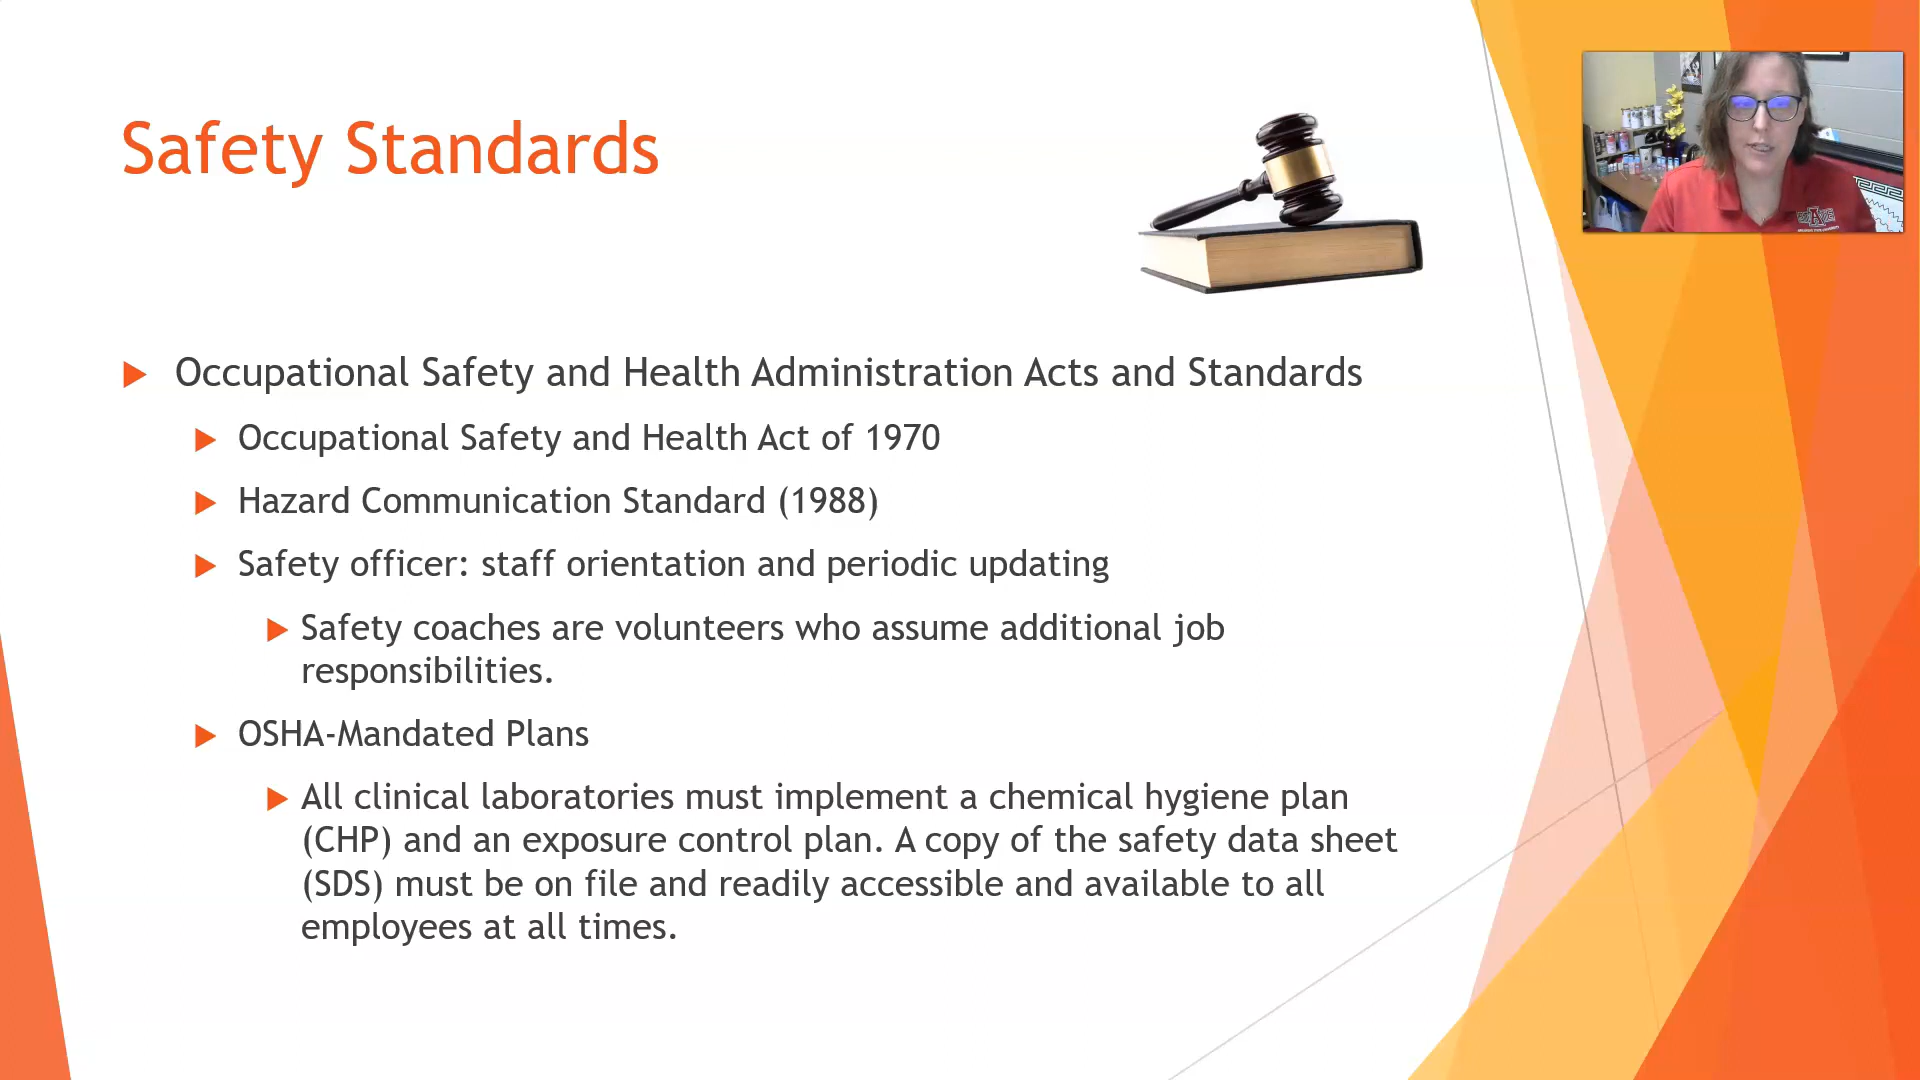 Safety Standards
Occupational Safety and Health Administration Acts and Standards
Occupational Safety and Health Act of 1970
Hazard Communication Standard (1988)
Safety officer: staff orientation and periodic updating
Safety coaches are volunteers who assume additional job
responsibilities.
OSHA-Mandated Plans
All clinical laboratories must implement a chemical hygiene plan
(CHP) and an exposure control plan. A copy of the safety data sheet
(SDS) must be on file and readily accessible and available to all
employees at all times.